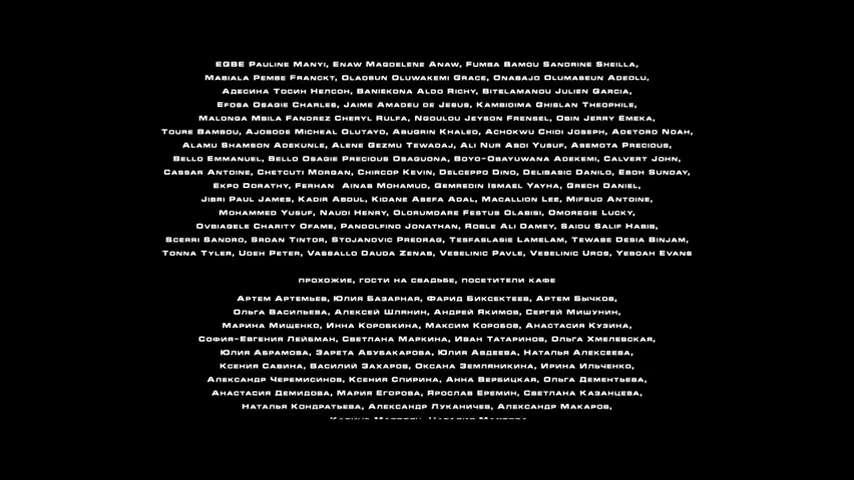 EGBE Pauline Manyi, Enaw Magdelene Anaw, Fumba Bamou Sandrine Sheilla,
Mabiala Pembe Franckt, Oladsun Oluwakemi Grace, Onabajo Olumaseun Adeolu,
Адесина Тосин Нелсон, Baniekona Aldo Richy, Bitelamanou Julien Garcia,
Efosa Osagie Charles, Jaime Amadeu de Jesus, Kambidima Ghislan Theophile,
Malonga Mbila Fandrez Cheryl Rulfa, Ngoulou Jeyson Frensel, Obin Jerry Emeka,
Toure Bambou, Ajobode Micheal Olutayo, Abugrin Khaled, Achokwu Chidi Joseph, Adetoro Noah,
Alamu Shamson Adekunle, Alene Gezmu Tewadaj, Ali Nur Abdi Yusuf, Asemota Precious,
Bello Emmanuel, Bello Osagie Precious Osaguona, Boyo-Obayuwana Adekemi, Calvert John,
Cassar Antoine, Chetcuti Morgan, Chircop Kevin, Delceppo Dino, Delibasic Danilo, Eboh Sunday,
Ekpo Dorathy, Ferhan Ainab Mohamud, Gemredin Ismael Yayha, Grech Daniel,
Jibri Paul James, Kadir Abdul, Kidane Asefa Adal, Macallion Lee, Mifsud Antoine,
Mohammed Yusuf, Naudi Henry, Olorumdare Festus Olabisi, Omoregie Lucky,
Ovbiagele Charity Ofame, Pandolfino Jonathan, Roble Ali Damey, Saidu Salif Habib,
Scerri Sandro, Srdan Tintor, Stojanovic Predrag, Tesfaslasie Lamelam, Tewase Debia Binjam,
Tonna Tyler, Udeh Peter, Vassallo Dauda Zenab, Veselinic Pavle, Veselinic Uros, Yeboah Evans
прохожие, гости на свадьбе, посетители кафе
Артем Артемьев, Юлия Базарная, Фарид Биксектеев, Артем Бычков,
Ольга Васильева, Алексей Шлянин, Андрей Якимов, Сергей Мишунин,
Марина Мищенко, Инна Коробкина, Максим Коробов, Анастасия Кузина,
София-Евгения Лейбман, Светлана Маркина, Иван Татаринов, Ольга Хмелевская,
Юлия Абрамова, Зарета Абубакарова, Юлия Авдеева, Наталья Алексеева,
Ксения Савина, Василий Захаров, Оксана Земляникина, Ирина Ильченко,
Александр Черемисинов, Ксения Спирина, Анна Вербицкая, Ольга Дементьева,
Анастасия Демидова, Мария Егорова, Ярослав Еремин, Светлана Казанцева,
Наталья Кондратьева, Александр Луканичев, Александр Макаров,